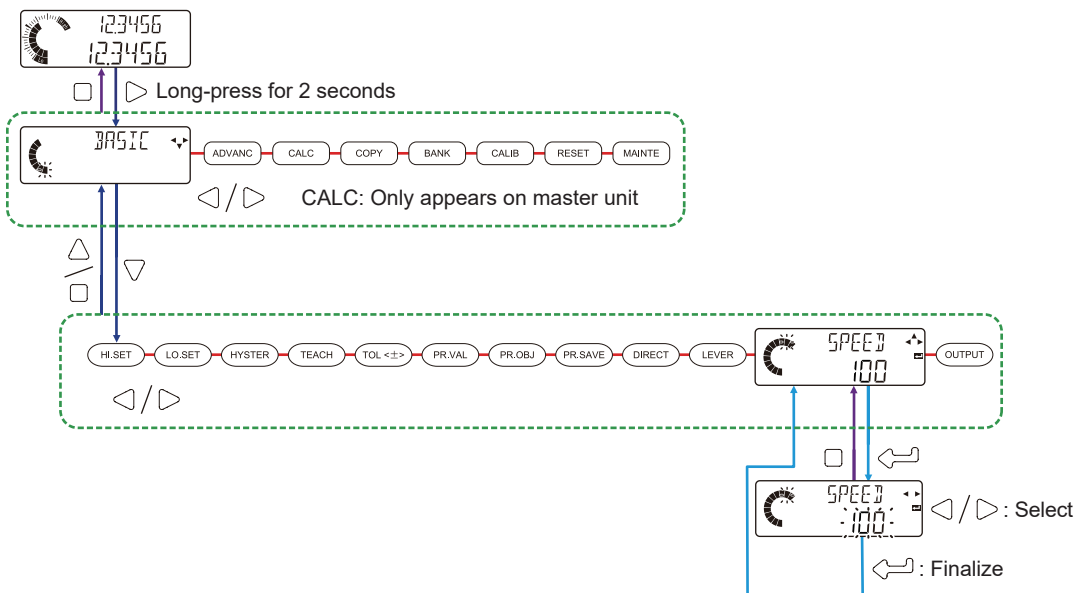 12.3456
12.3456
Long-press for 2 seconds
BASIC
ADVANC CALC COPY BANK CALIB RESET MAINTE
CALC: Only appears on master unit
HI.SET LO.SET HYSTER TEACH TOL <±> PR.VAL PR.OBJ PR.SAVE DIRECT LEVER SPEED OUTPUT
100
SPEED
100
: Select
: Finalize